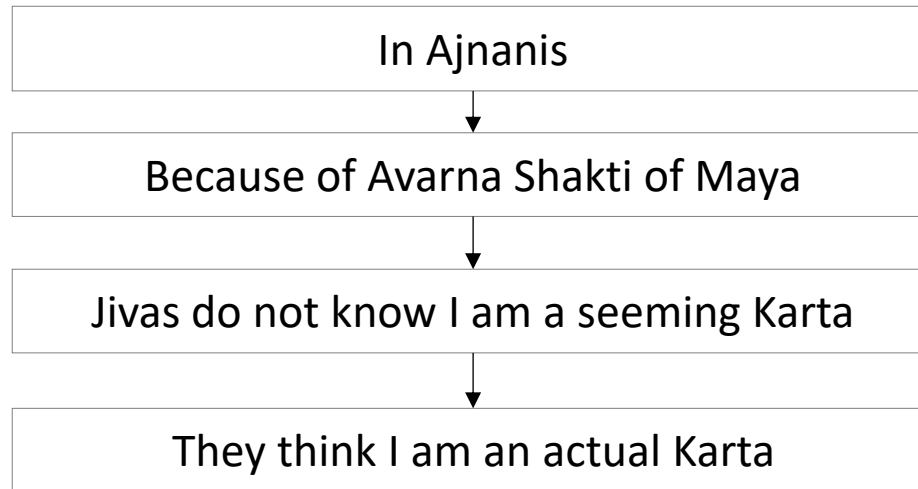 In Ajnanis
Because of Avarna Shakti of Maya
Jivas do not know I am a seeming Karta
They think I am an actual Karta